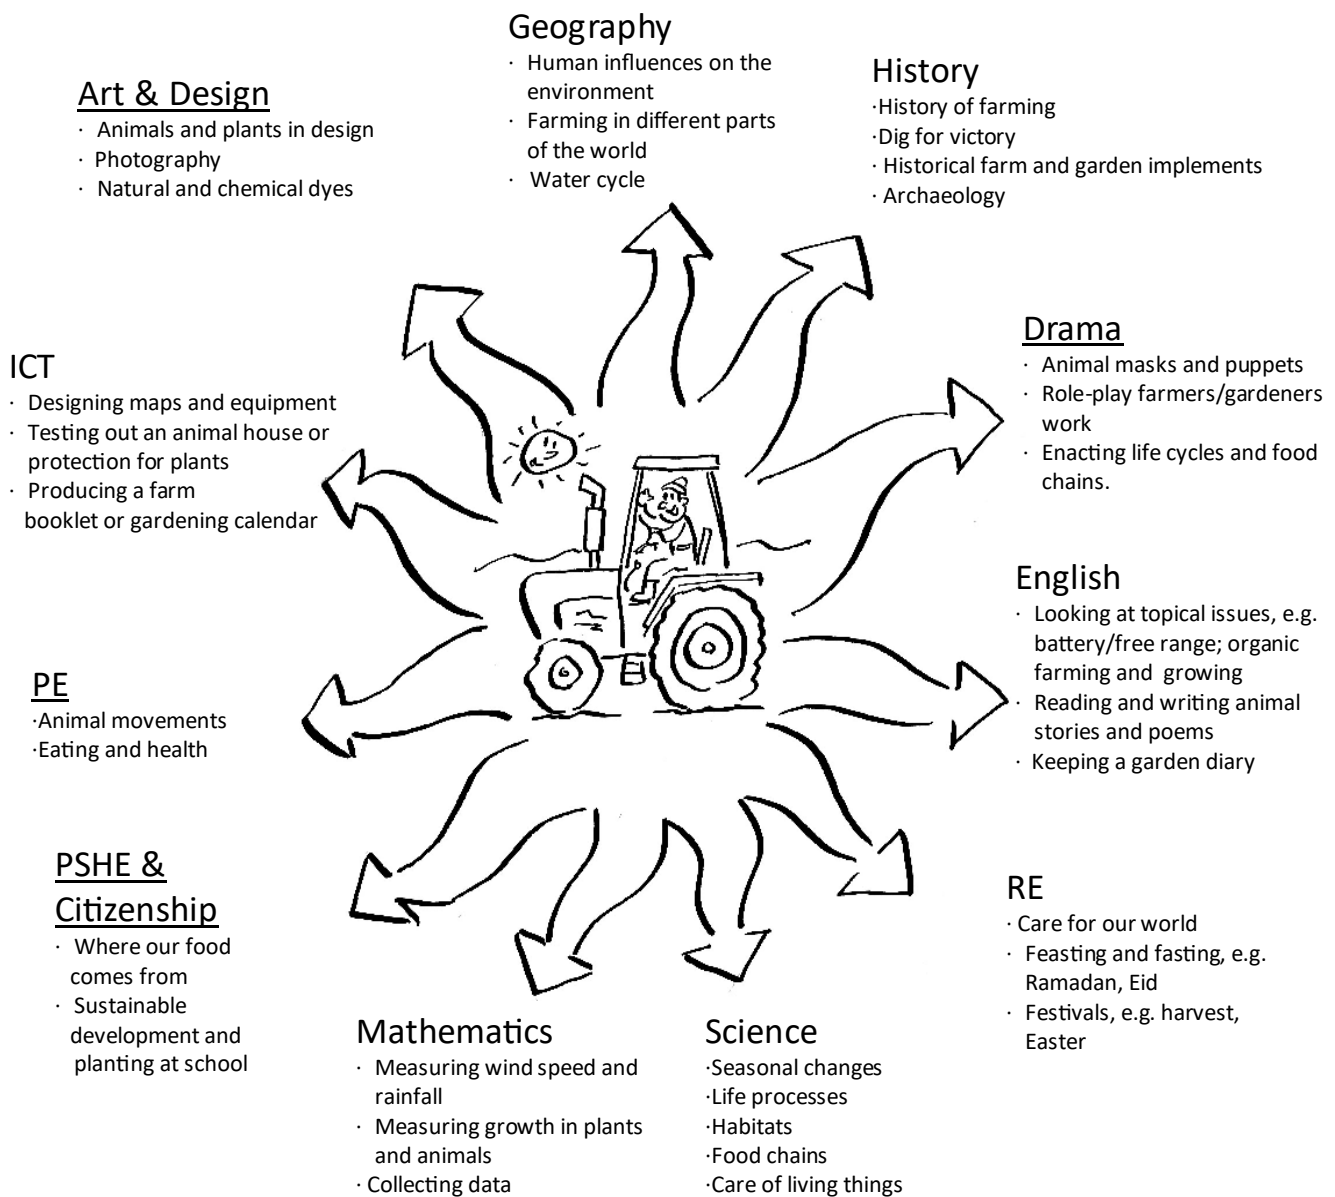 Geography
· Human influences on the
environment
· Farming in different parts
of the world
· Water cycle
History
·History of farming
·Dig for victory
· Historical farm and garden implements
· Archaeology
Art & Design
· Animals and plants in design
· Photography
· Natural and chemical dyes
Drama
· Animal masks and puppets
· Role-play farmers/gardeners
work
· Enacting life cycles and food
chains.
ICT
· Designing maps and equipment
· Testing out an animal house or
protection for plants
· Producing a farm
booklet or gardening calendar
English
· Looking at topical issues, e.g.
battery/free range; organic
farming and growing
· Reading and writing animal
stories and poems
· Keeping a garden diary
PE
·Animal movements
·Eating and health
PSHE &
Citizenship
· Where our food
comes from
· Sustainable
development and
planting at school
RE
· Care for our world
· Feasting and fasting, e.g.
Ramadan, Eid
· Festivals, e.g. harvest,
Easter
Mathematics
· Measuring wind speed and
rainfall
· Measuring growth in plants
and animals
· Collecting data
Science
·Seasonal changes
·Life processes
·Habitats
·Food chains
·Care of living things